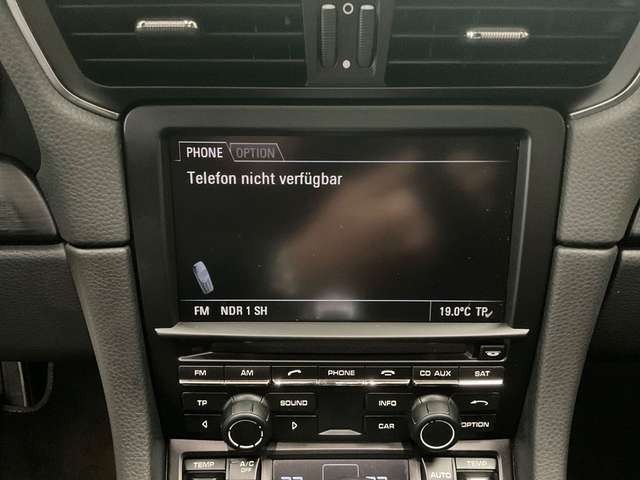 PHONE OPTION
Telefon nicht verfügbar
FM NDR 1 SH 19.0°C TP
FM AM PHONE CD AUX SAT
TP SOUND INFO
CAR OPTION
TEMP A/C OFF AUTO TEMP